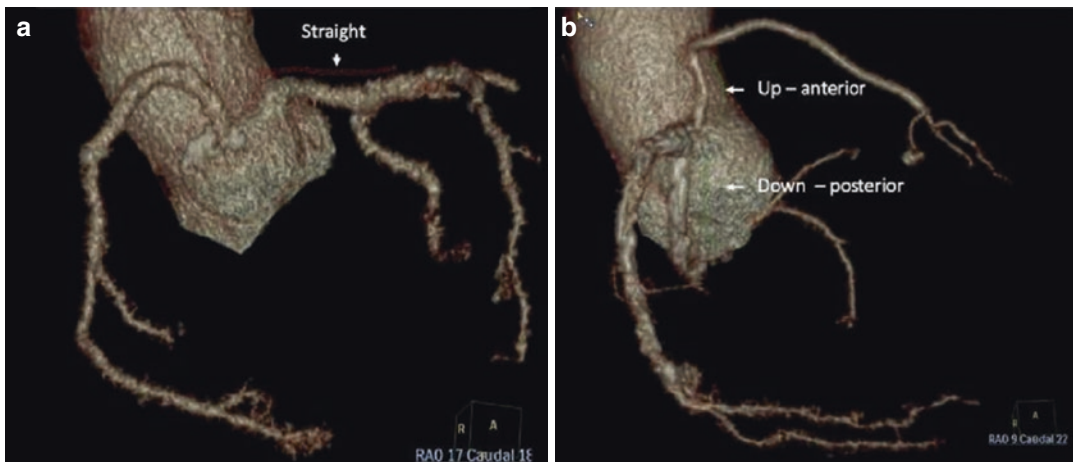 a
Straight
R
A
RAO 17 Caudal 18
b
Up – anterior
Down – posterior
A
R
RAO 9 Caudal 22